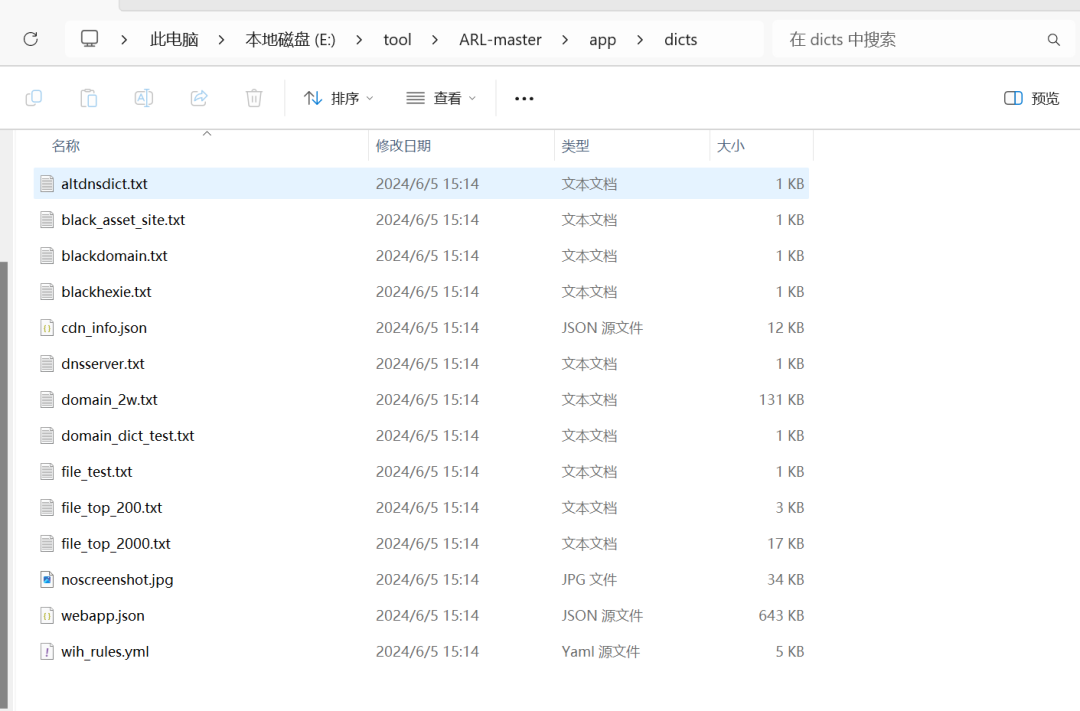 此电脑 本地磁盘 (E:) tool ARL-master app dicts 在 dicts 中搜索
排序 查看 预览
名称 修改日期 类型 大小
altdnsdict.txt 2024/6/5 15:14 文本文档 1 KB
black_asset_site.txt 2024/6/5 15:14 文本文档 1 KB
blackdomain.txt 2024/6/5 15:14 文本文档 1 KB
blackhexie.txt 2024/6/5 15:14 文本文档 1 KB
cdn_info.json 2024/6/5 15:14 JSON 源文件 12 KB
dnsserver.txt 2024/6/5 15:14 文本文档 1 KB
domain_2w.txt 2024/6/5 15:14 文本文档 131 KB
domain_dict_test.txt 2024/6/5 15:14 文本文档 1 KB
file_test.txt 2024/6/5 15:14 文本文档 1 KB
file_top_200.txt 2024/6/5 15:14 文本文档 3 KB
file_top_2000.txt 2024/6/5 15:14 文本文档 17 KB
noscreenshot.jpg 2024/6/5 15:14 JPG 文件 34 KB
webapp.json 2024/6/5 15:14 JSON 源文件 643 KB
wih_rules.yml 2024/6/5 15:14 Yaml 源文件 5 KB